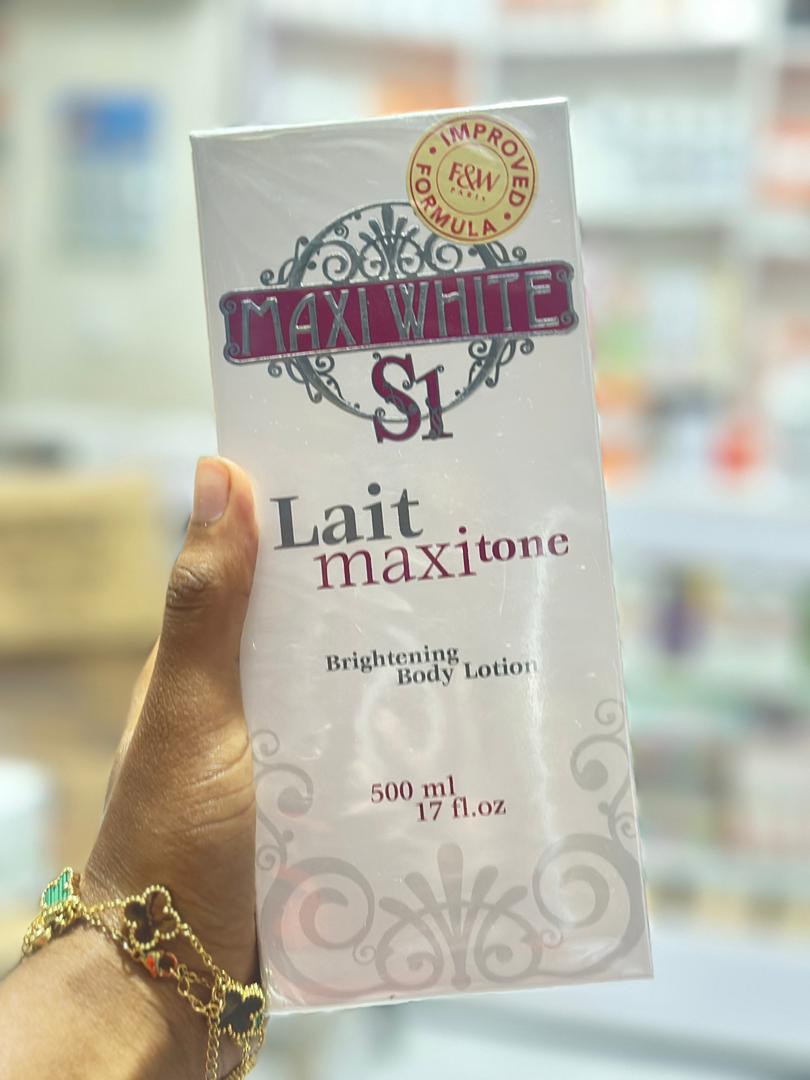 • IMPROVED •
FORMULA
F&W
PARIS
MAXI WHITE
S1
Lait
maxitone
Brightening
Body Lotion
500 ml
17 fl.oz